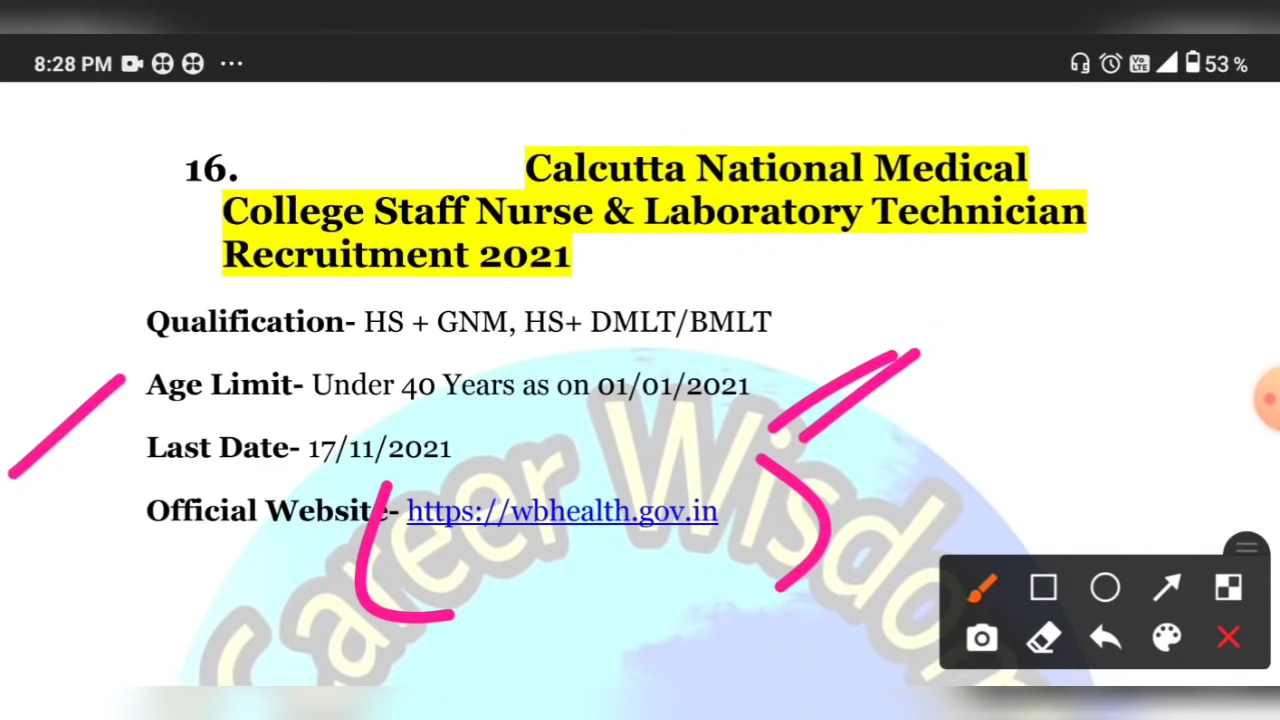 8:28 PM ... Vo LTE 53 %
16. Calcutta National Medical
College Staff Nurse & Laboratory Technician
Recruitment 2021
Qualification- HS + GNM, HS+ DMLT/BMLT
Age Limit- Under 40 Years as on 01/01/2021
Last Date- 17/11/2021
Official Website- https://wbhealth.gov.in
Career Wisdom